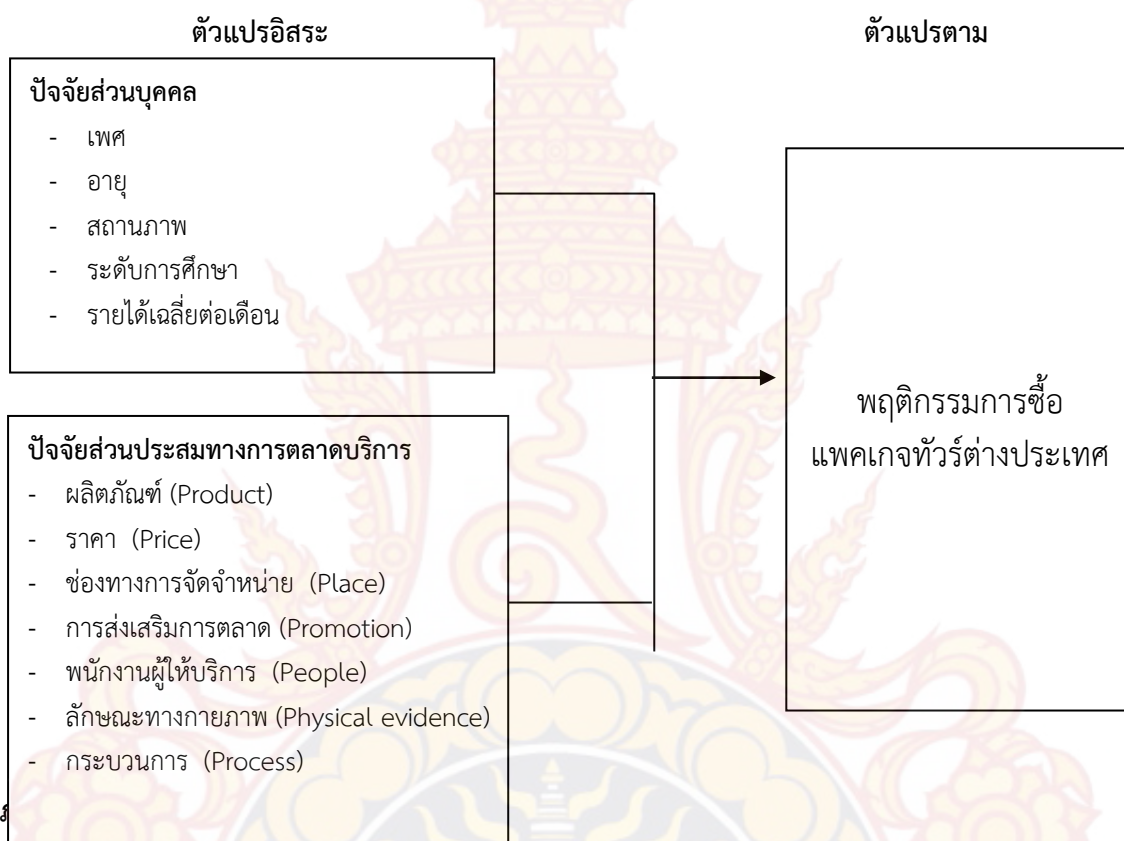 ตัวแปรอิสระ
ตัวแปรตาม
ปัจจัยส่วนบุคคล
- เพศ
- อายุ
- สถานภาพ
- ระดับการศึกษา
- รายได้เฉลี่ยต่อเดือน
ปัจจัยส่วนประสมทางการตลาดบริการ
- ผลิตภัณฑ์ (Product)
- ราคา (Price)
- ช่องทางการจัดจำหน่าย (Place)
- การส่งเสริมการตลาด (Promotion)
- พนักงานผู้ให้บริการ (People)
- ลักษณะทางกายภาพ (Physical evidence)
- กระบวนการ (Process)
พฤติกรรมการซื้อ
แพคเกจทัวร์ต่างประเทศ